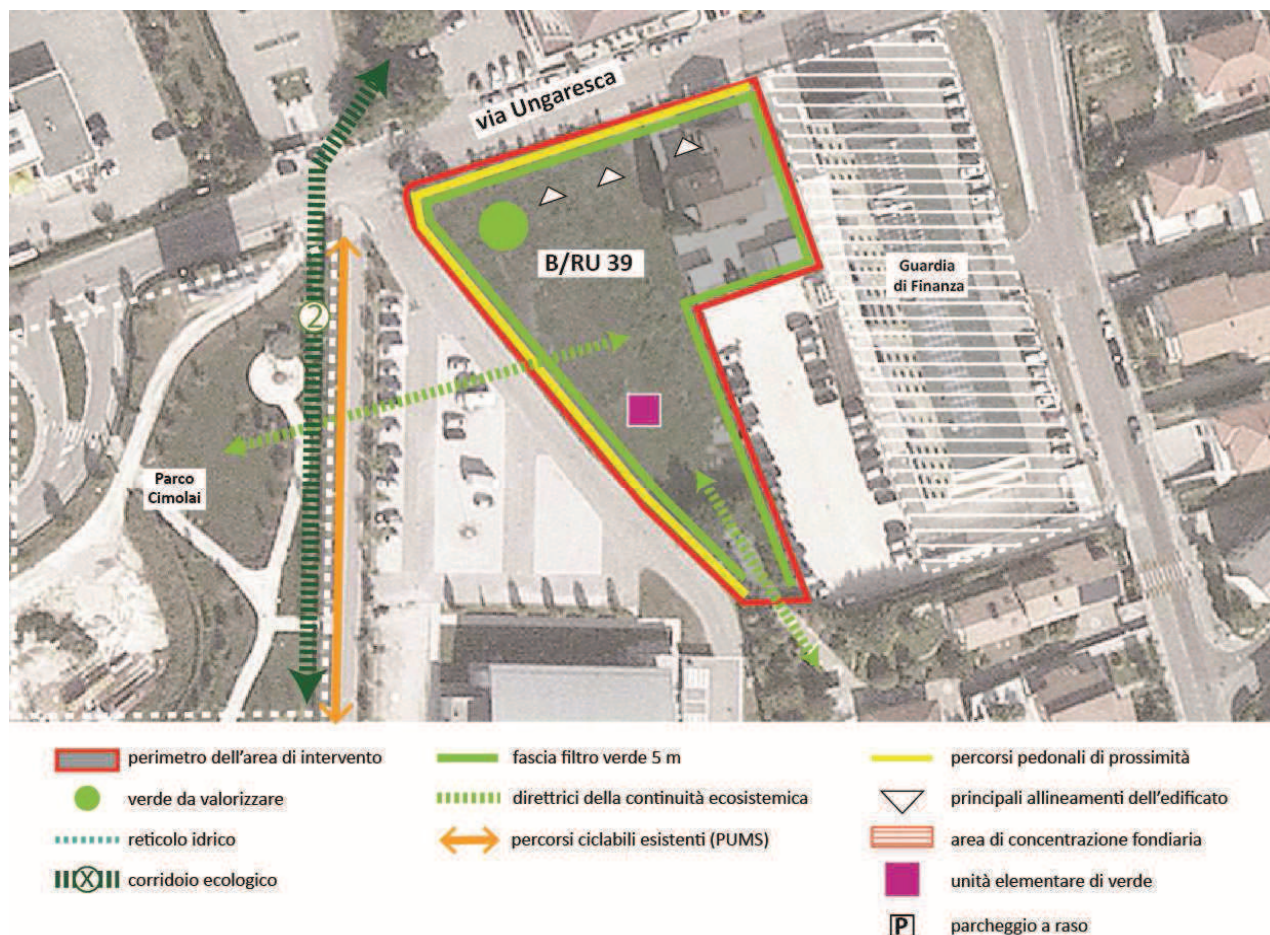 via Ungaresca
B/RU 39
Guardia
di Finanza
2
Parco
Cimolai
perimetro dell'area di intervento
fascia filtro verde 5 m
percorsi pedonali di prossimità
verde da valorizzare
direttrici della continuità ecosistemica
principali allineamenti dell'edificato
reticolo idrico
percorsi ciclabili esistenti (PUMS)
area di concentrazione fondiaria
X
corridoio ecologico
unità elementare di verde
P
parcheggio a raso